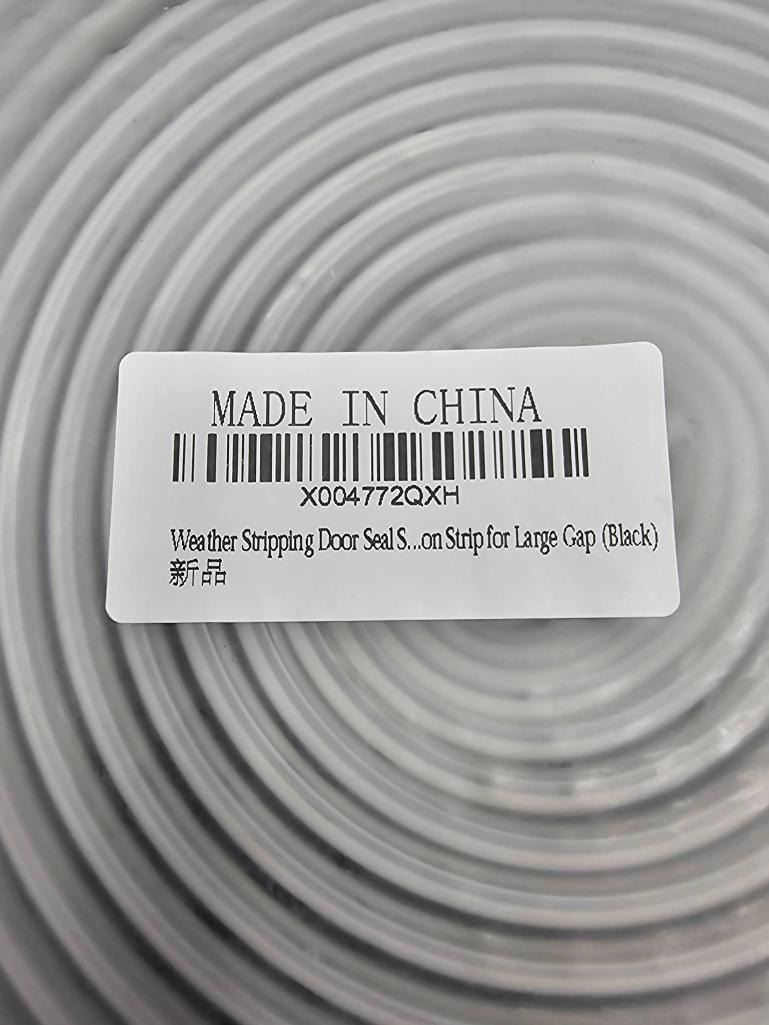 MADE IN CHINA
X004772QXH
Weather Stripping Door Seal S...on Strip for Large Gap (Black)
新品